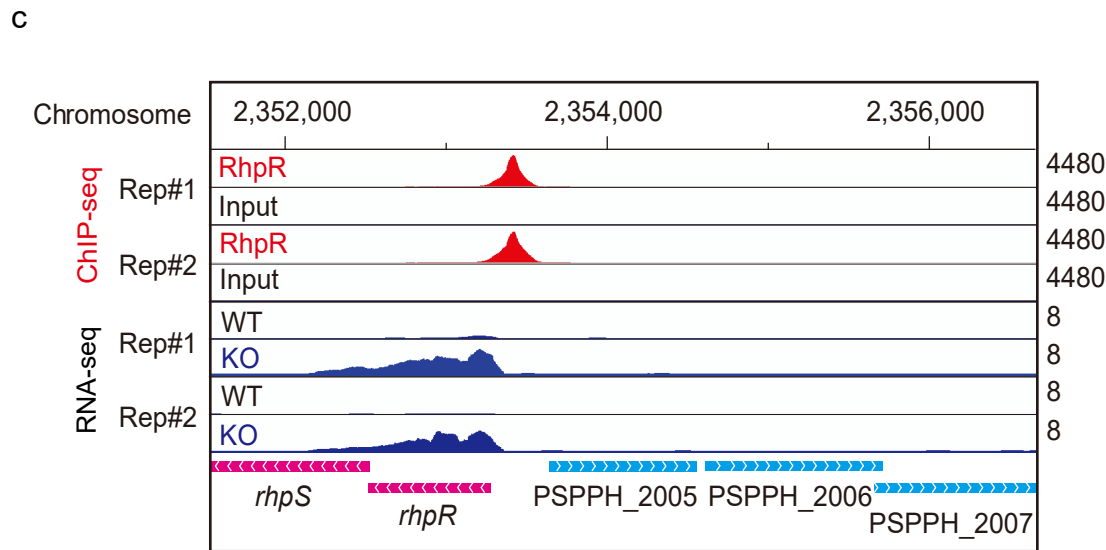 c
Chromosome 2,352,000 2,354,000 2,356,000
ChIP-seq
Rep#1
RhpR 4480
Input 4480
Rep#2
RhpR 4480
Input 4480
RNA-seq
Rep#1
WT 8
KO 8
Rep#2
WT 8
KO 8
rhpS PSPPH_2005 PSPPH_2006
rhpR PSPPH_2007